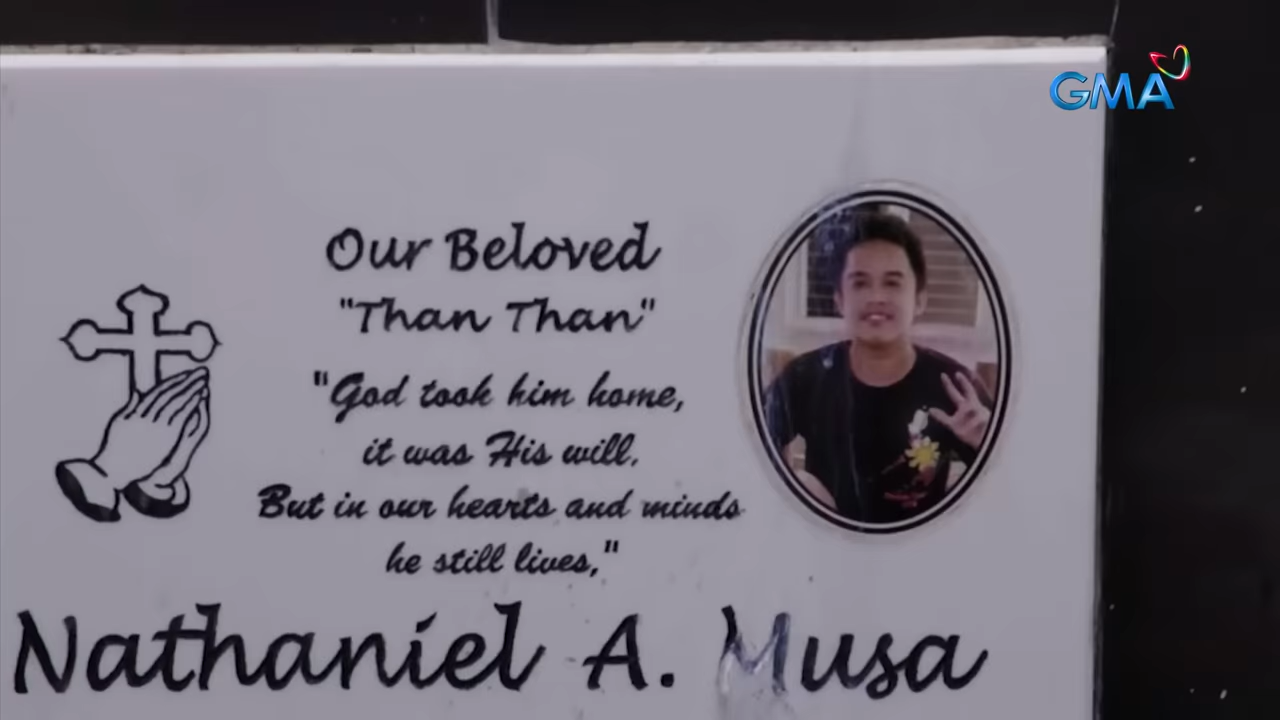 GMA
Our Beloved
"Than Than"
"God took him home,
it was His will.
But in our hearts and minds
he still lives,"
Nathaniel A. Musa